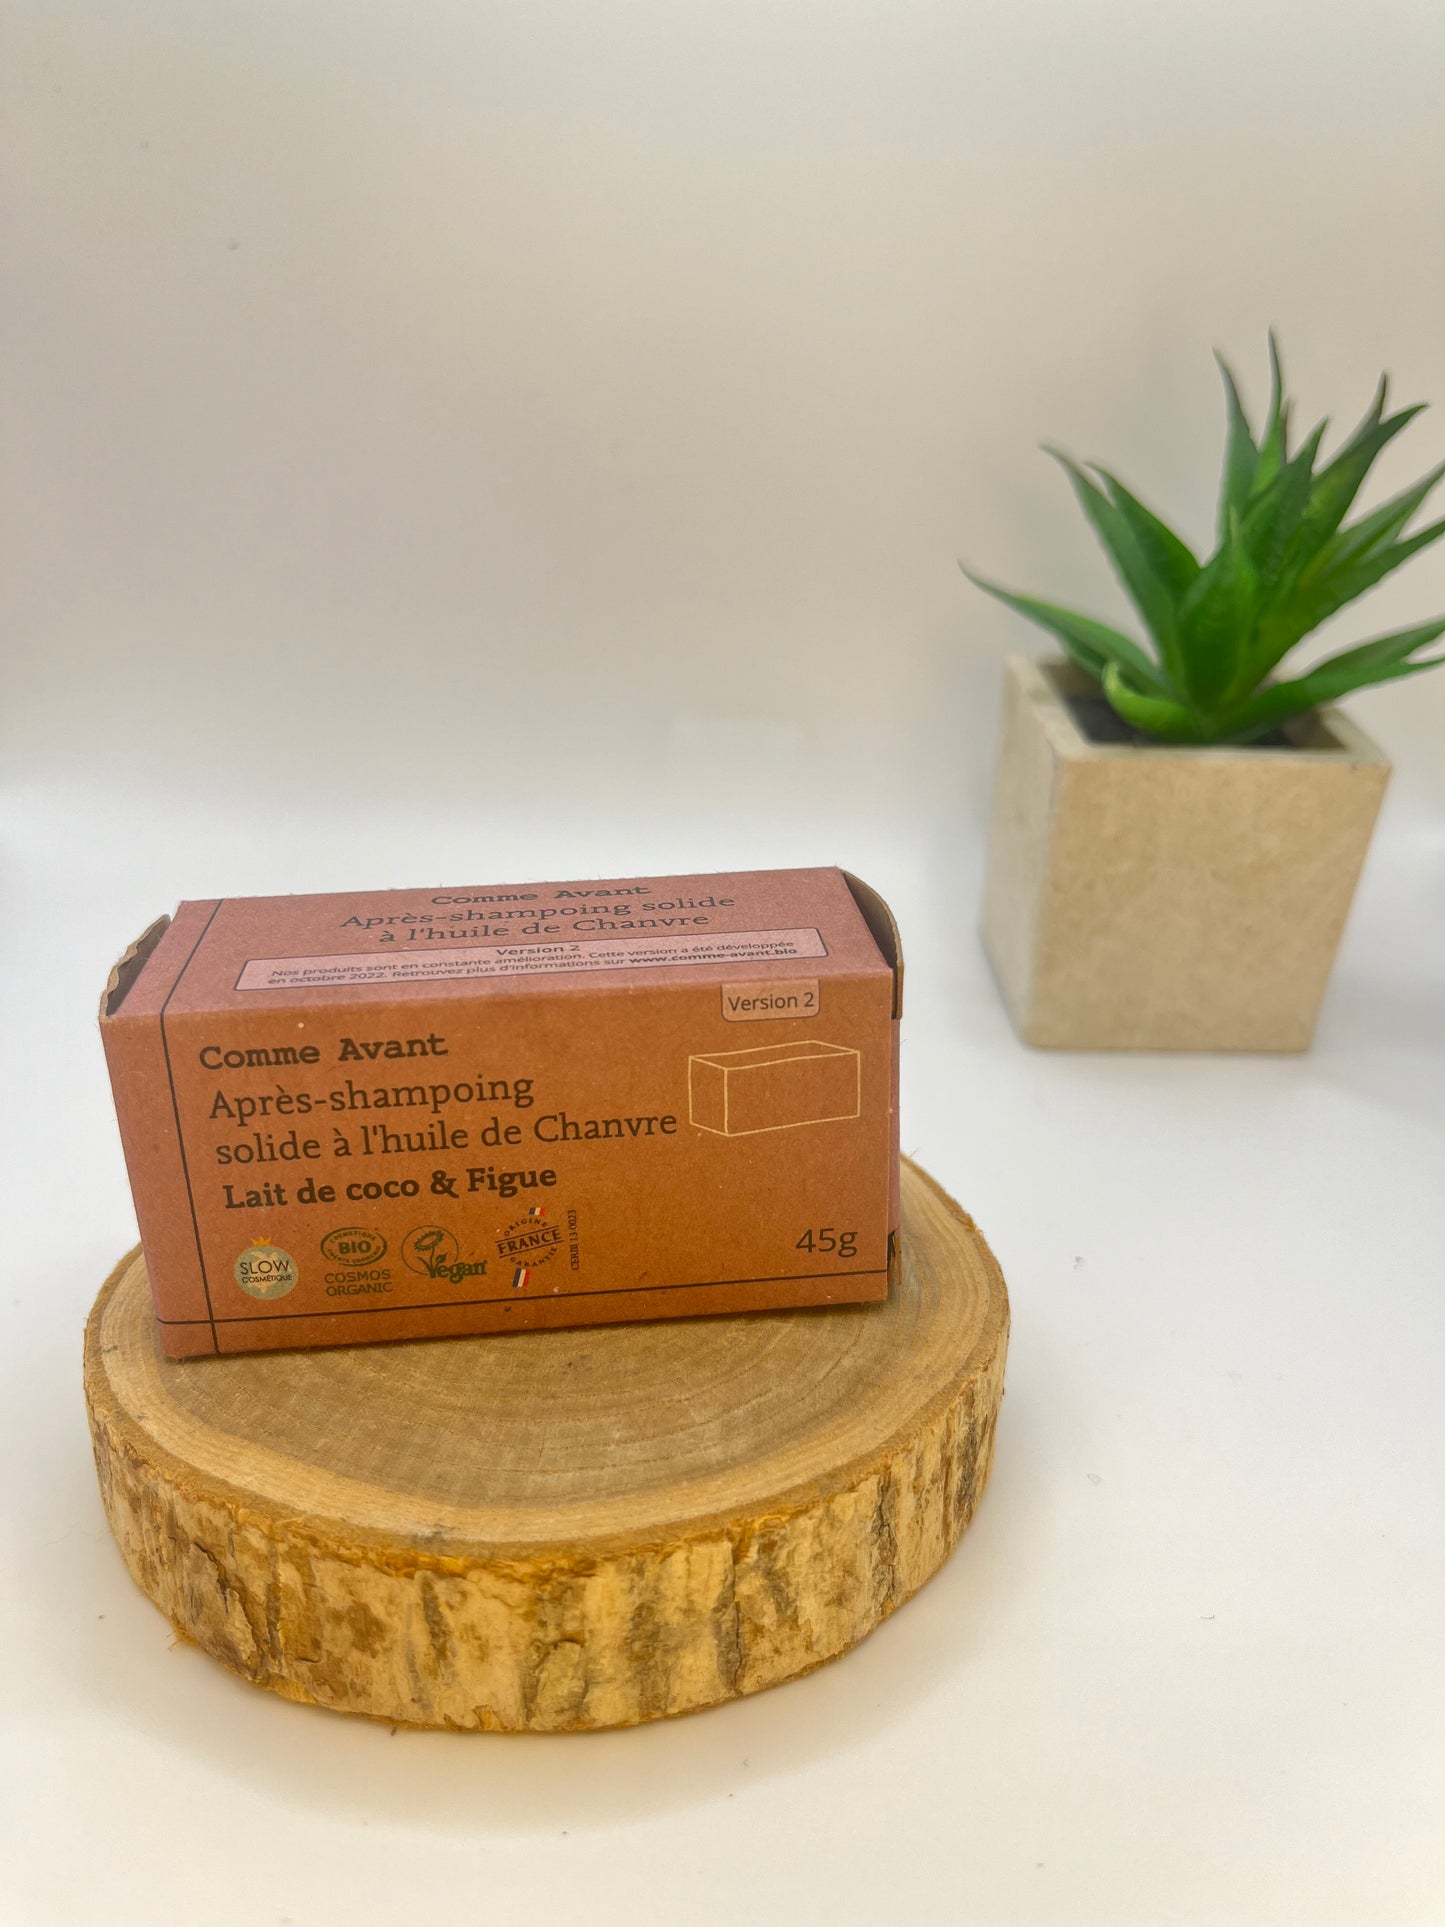 Comme Avant
Après-shampoing solide
à l'huile de Chanvre
Version 2
Nos produits sont en constante amélioration. Cette version a été développée
en octobre 2022. Retrouvez plus d'informations sur www.comme-avant.bio
Version 2
Comme Avant
Après-shampoing
solide à l'huile de Chanvre
Lait de coco & Figue
SLOW
COSMÉTIQUE
COSMÉTIQUE
BIO
COSMOS
ORGANIC
Vegan
ORIGINE
FRANCE
GARANTIE
45g